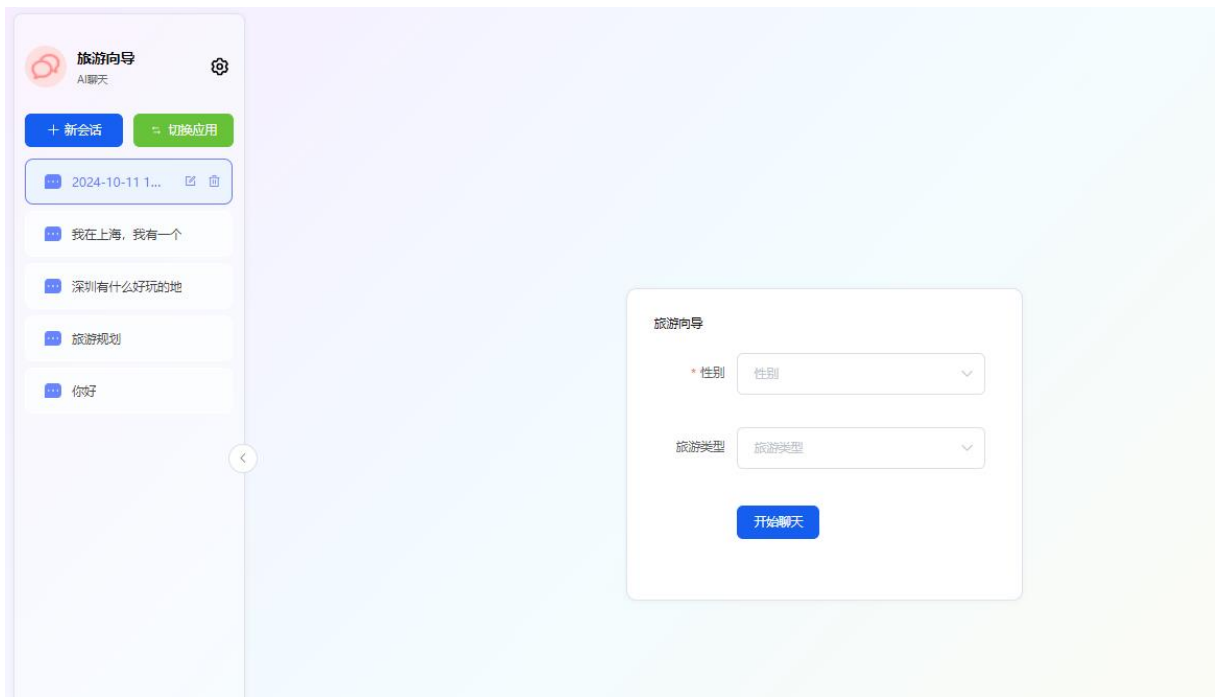 旅游向导
AI聊天
+ 新会话
切换应用
2024-10-11 1...
我在上海，我有一个
深圳有什么好玩的地
旅游规划
你好
旅游向导
* 性别
性别
旅游类型
旅游类型
开始聊天